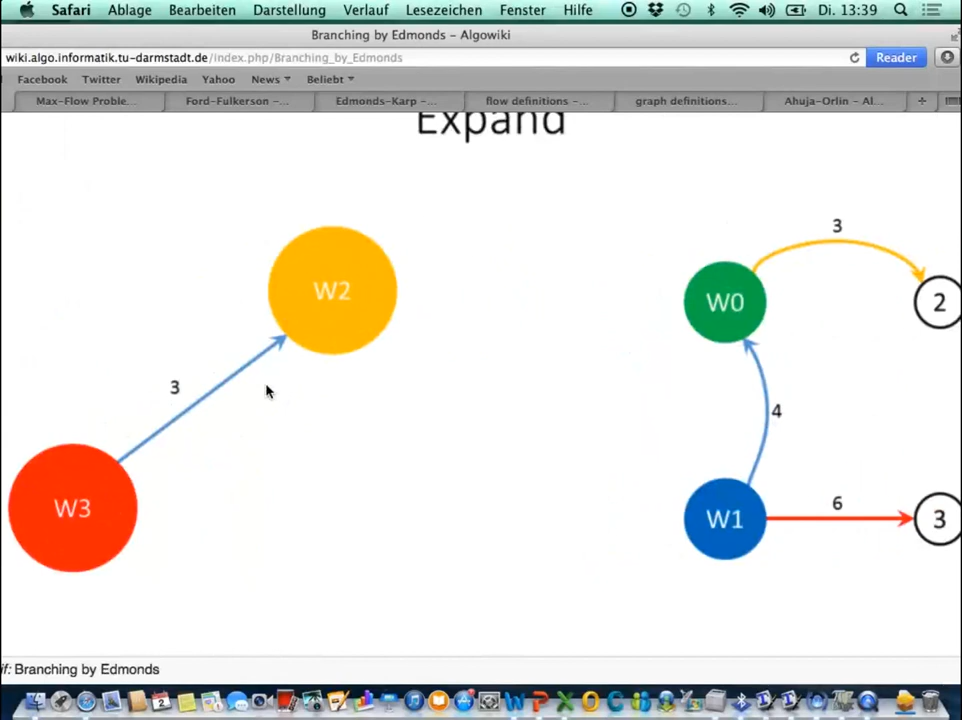 Safari Ablage Bearbeiten Darstellung Verlauf Lesezeichen Fenster Hilfe Di. 13:39
Branching by Edmonds – Algowiki
wiki.algo.informatik.tu-darmstadt.de/index.php/Branching_by_Edmonds Reader
Facebook Twitter Wikipedia Yahoo News Beliebt
Max-Flow Proble... Ford-Fulkerson –... Edmonds-Karp –... flow definitions –... graph definitions... Ahuja-Orlin – Al...
Expand
3
W2
W0
2
3
4
W3
W1
6
3
if: Branching by Edmonds